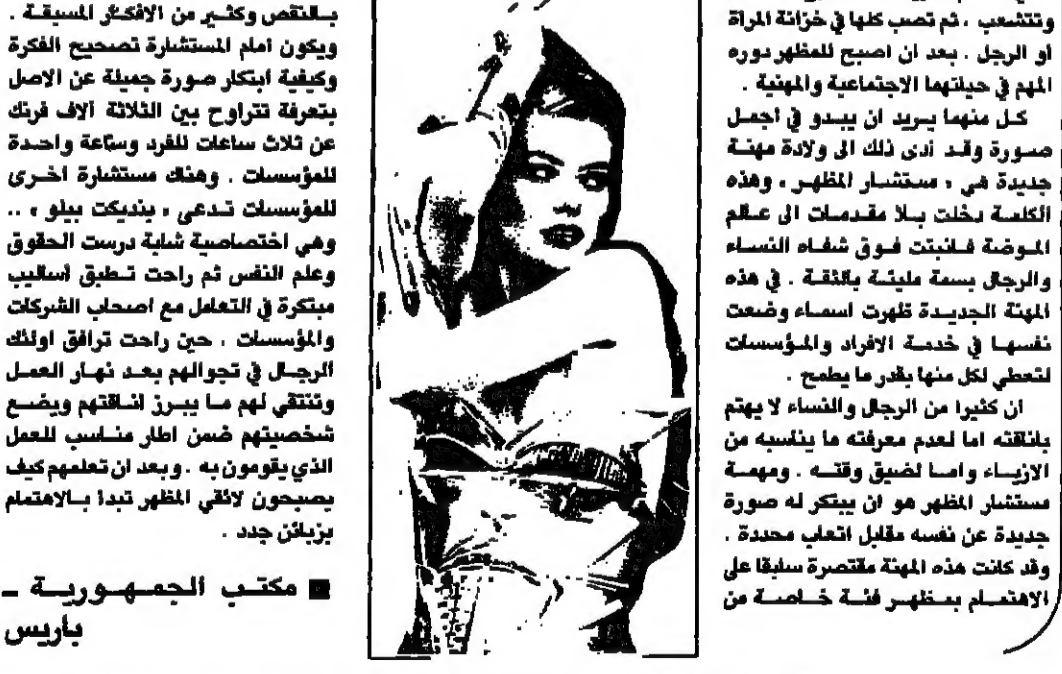 وتتشعب ، ثم تصب كلها في خزانة المرأة
او الرجل . بعد ان اصبح للمظهر دوره
المهم في حياتهما الاجتماعية والمهنية .
كل منهما يريد ان يبدو في أجمل
صورة وقد أدى ذلك الى ولادة مهنة
جديدة هي « مستشار المظهر » وهذه
الكلمة دخلت بلا مقدمات الى عالم
الموضة فانبتت فوق شفاه النساء
والرجال بسمة مليئة بالثقة . في هذه
المهنة الجديدة ظهرت اسماء وضعت
نفسها في خدمة الافراد والمؤسسات
لتعطي لكل منها بقدر ما يطمح .
ان كثيرا من الرجال والنساء لا يهتم
باناقته اما لعدم معرفته ما يناسبه من
الازياء واما لضيق وقته . ومهمة
مستشار المظهر هو ان يبتكر له صورة
جديدة عن نفسه مقابل اتعاب محددة .
وقد كانت هذه المهنة مقتصرة سابقا على
الاهتمام بمظهر فئة خاصة من
بالنقص وكثير من الافكار المسبقة .
ويكون امام المستشارة تصحيح الفكرة
وكيفية ابتكار صورة جميلة عن الاصل
بتعرفة تتراوح بين الثلاثة آلاف فرنك
عن ثلاث ساعات للفرد وساعة واحدة
للمؤسسات . وهناك مستشارة اخرى
للمؤسسات تدعى « بنديكت بيلو » ..
وهي اختصاصية شابة درست الحقوق
وعلم النفس ثم راحت تطبق أساليب
مبتكرة في التعامل مع اصحاب الشركات
والمؤسسات ، حين راحت ترافق اولئك
الرجال في تجوالهم بعد نهار العمل
وتنتقي لهم ما يبرز اناقتهم ويضع
شخصيتهم ضمن اطار مناسب للعمل
الذي يقومون به . وبعد ان تعلمهم كيف
يصبحون لائقي المظهر تبدأ بالاهتمام
بزبائن جدد .
■ مكتب الجمهورية ـ
باريس